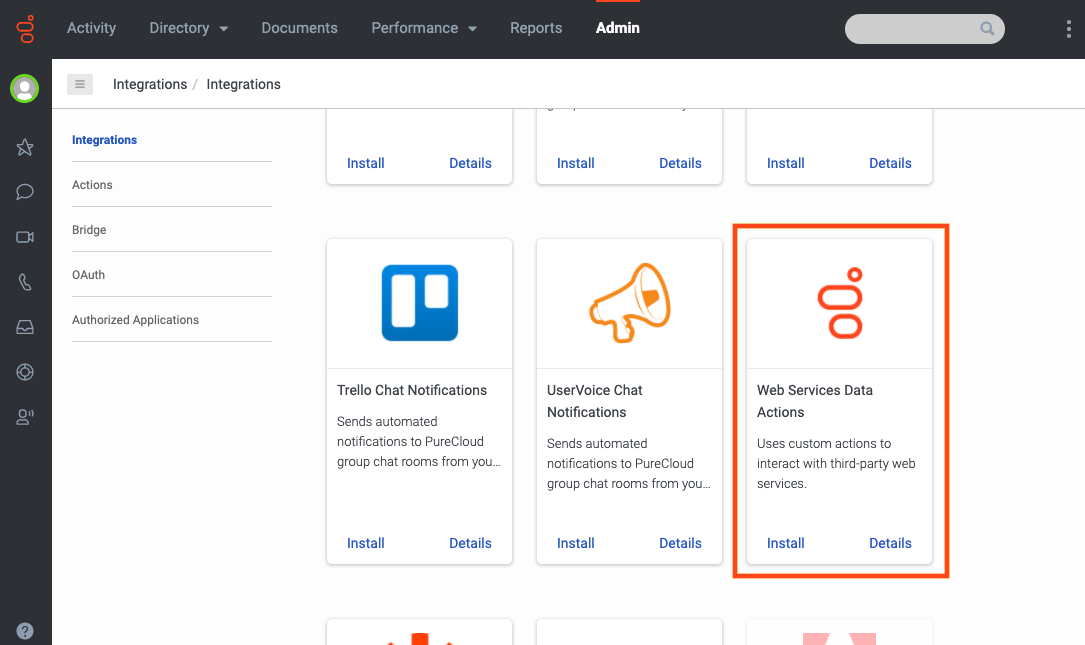 Activity
Directory
Documents
Performance
Reports
Admin
Integrations / Integrations
Integrations
Actions
Bridge
OAuth
Authorized Applications
Install
Details
Install
Details
Install
Details
Trello Chat Notifications
Sends automated
notifications to PureCloud
group chat rooms from you...
Install
Details
UserVoice Chat
Notifications
Sends automated
notifications to PureCloud
group chat rooms from you...
Install
Details
Web Services Data
Actions
Uses custom actions to
interact with third-party web
services.
Install
Details
?